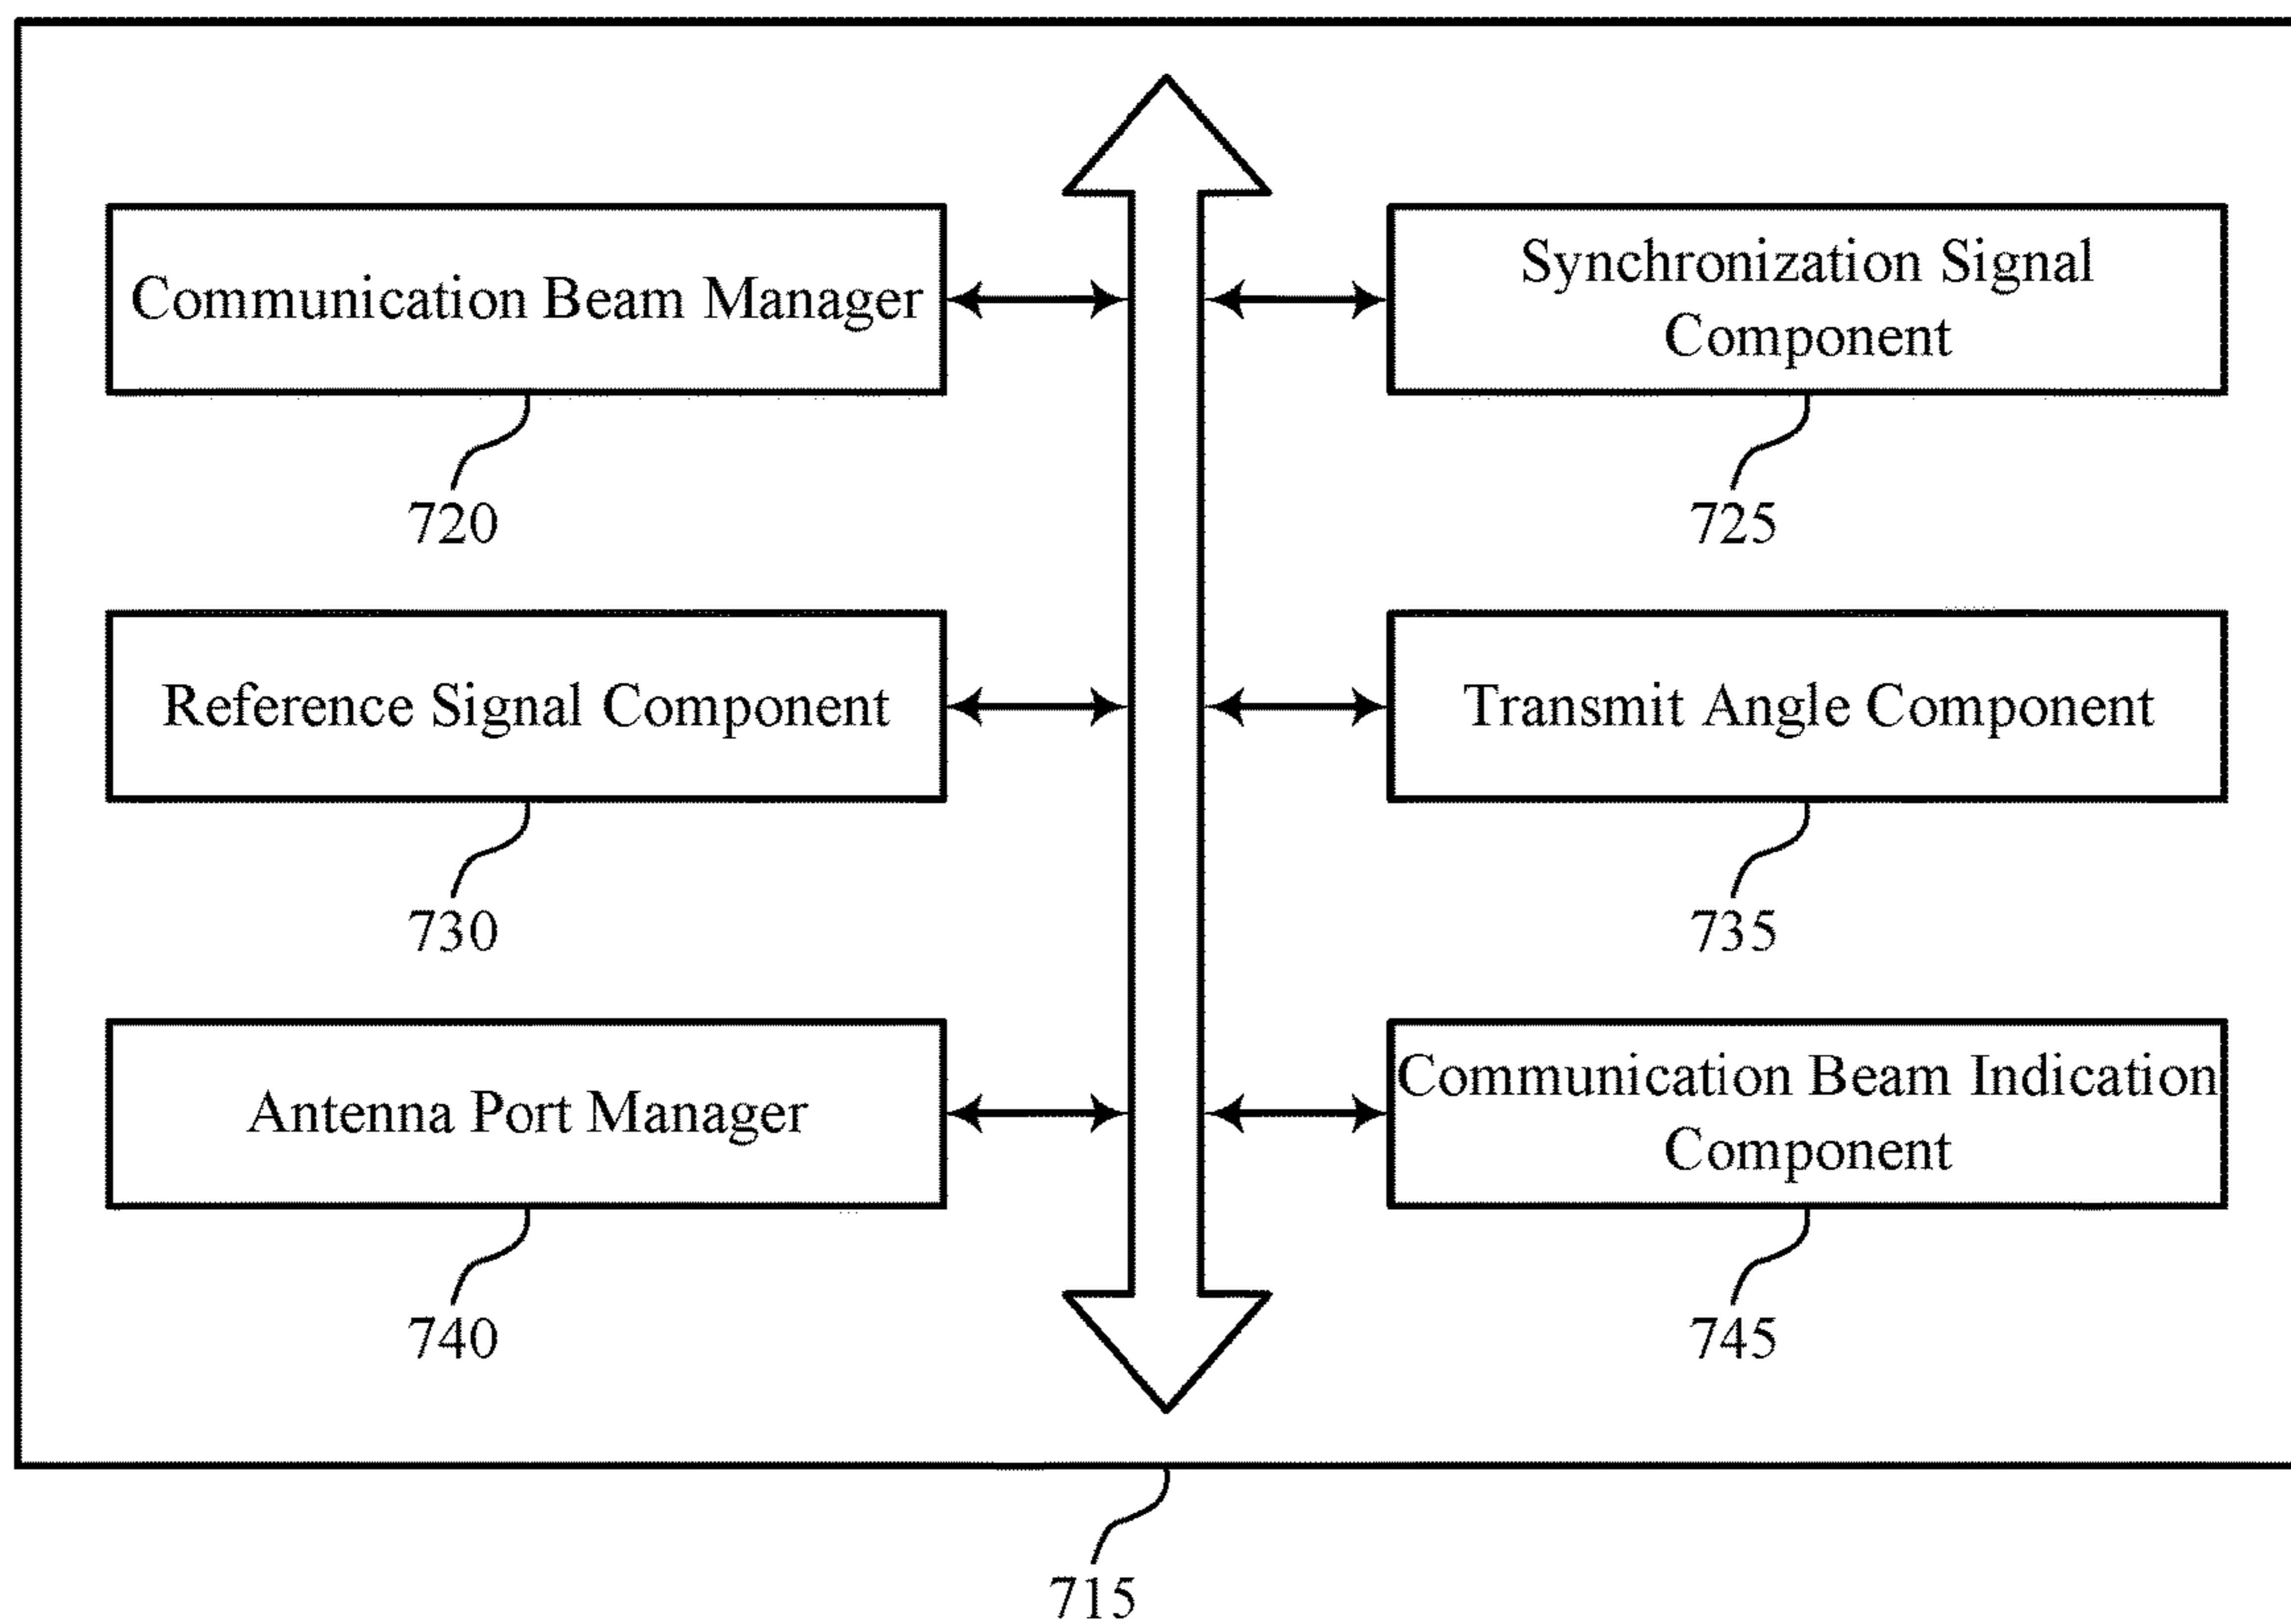 Communication Beam Manager
720
Synchronization Signal
Component
725
Reference Signal Component
730
Transmit Angle Component
735
Antenna Port Manager
740
Communication Beam Indication
Component
745
715